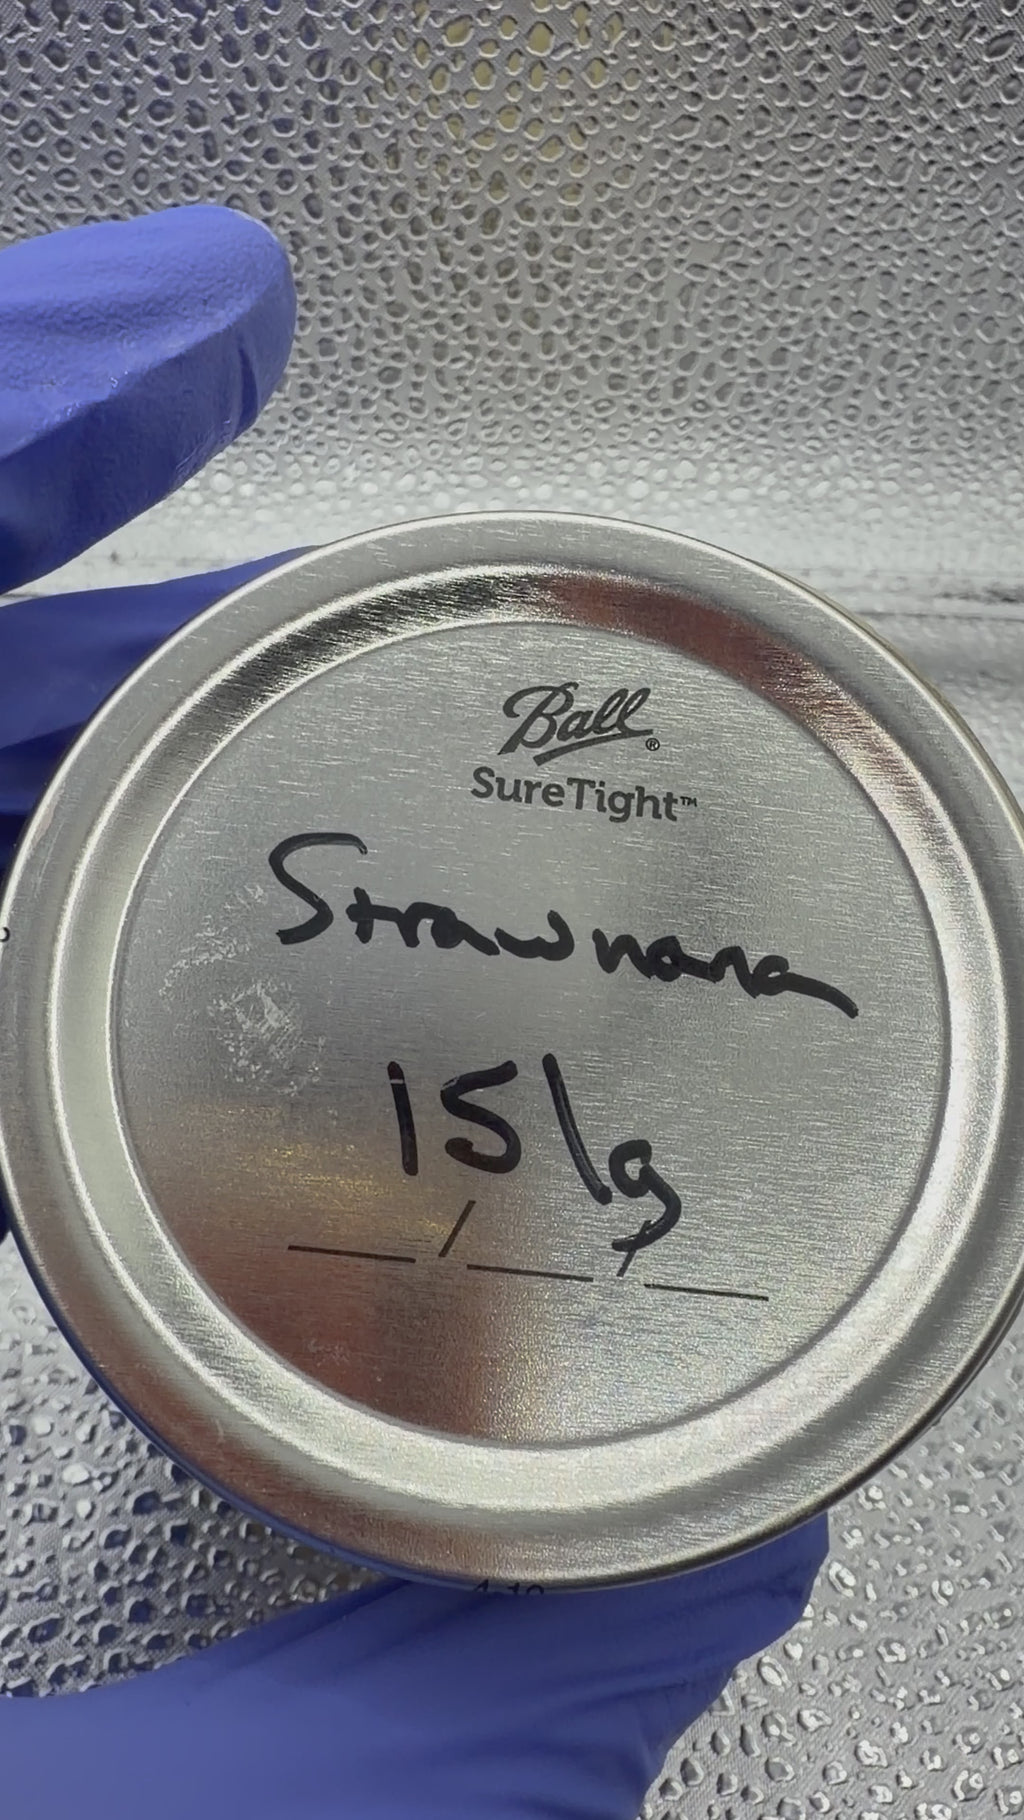 Ball®
SureTight™
Strawnana
151g
__/__/__